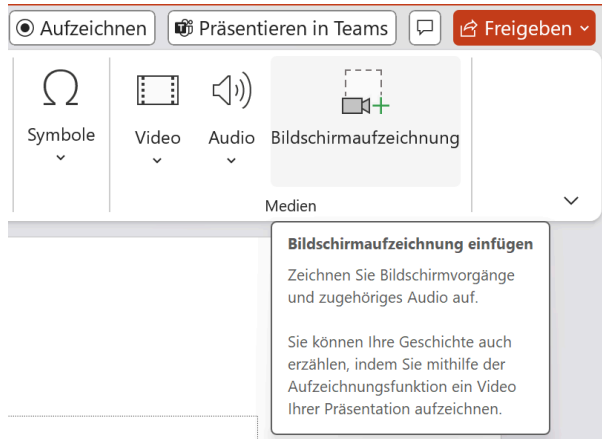 Aufzeichnen Präsentieren in Teams Freigeben
Symbole Video Audio Bildschirmaufzeichnung
Medien
Bildschirmaufzeichnung einfügen
Zeichnen Sie Bildschirmvorgänge
und zugehöriges Audio auf.
Sie können Ihre Geschichte auch
erzählen, indem Sie mithilfe der
Aufzeichnungsfunktion ein Video
Ihrer Präsentation aufzeichnen.